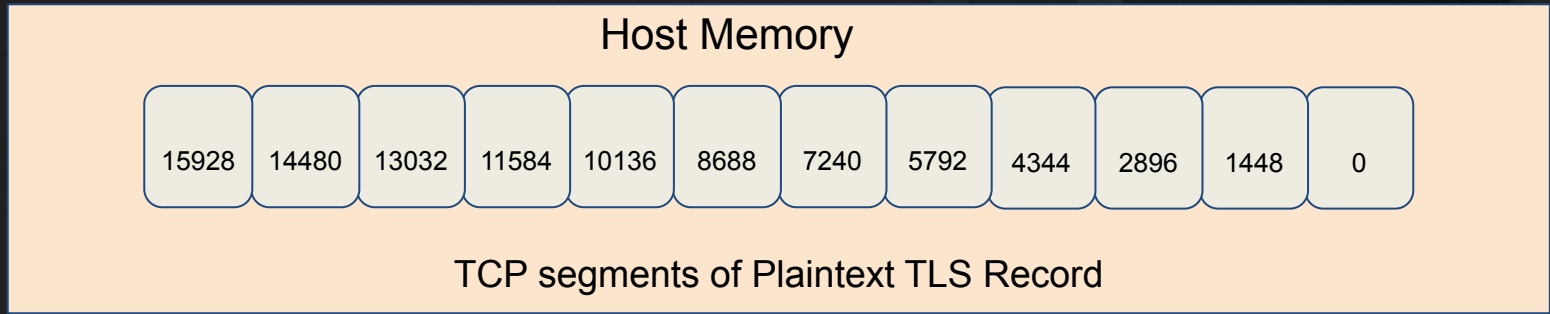 Host Memory
15928 14480 13032 11584 10136 8688 7240 5792 4344 2896 1448 0
TCP segments of Plaintext TLS Record